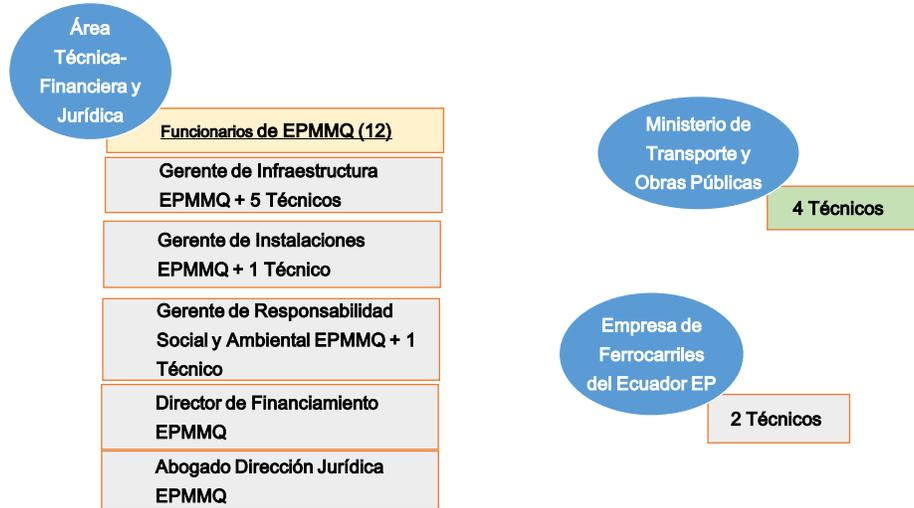 Área
Técnica-
Financiera y
Jurídica
Funcionarios de EPMMQ (12)
Gerente de Infraestructura
EPMMQ + 5 Técnicos
Gerente de Instalaciones
EPMMQ + 1 Técnico
Gerente de Responsabilidad
Social y Ambiental EPMMQ + 1
Técnico
Director de Financiamiento
EPMMQ
Abogado Dirección Jurídica
EPMMQ
Ministerio de
Transporte y
Obras Públicas
4 Técnicos
Empresa de
Ferrocarriles
del Ecuador EP
2 Técnicos